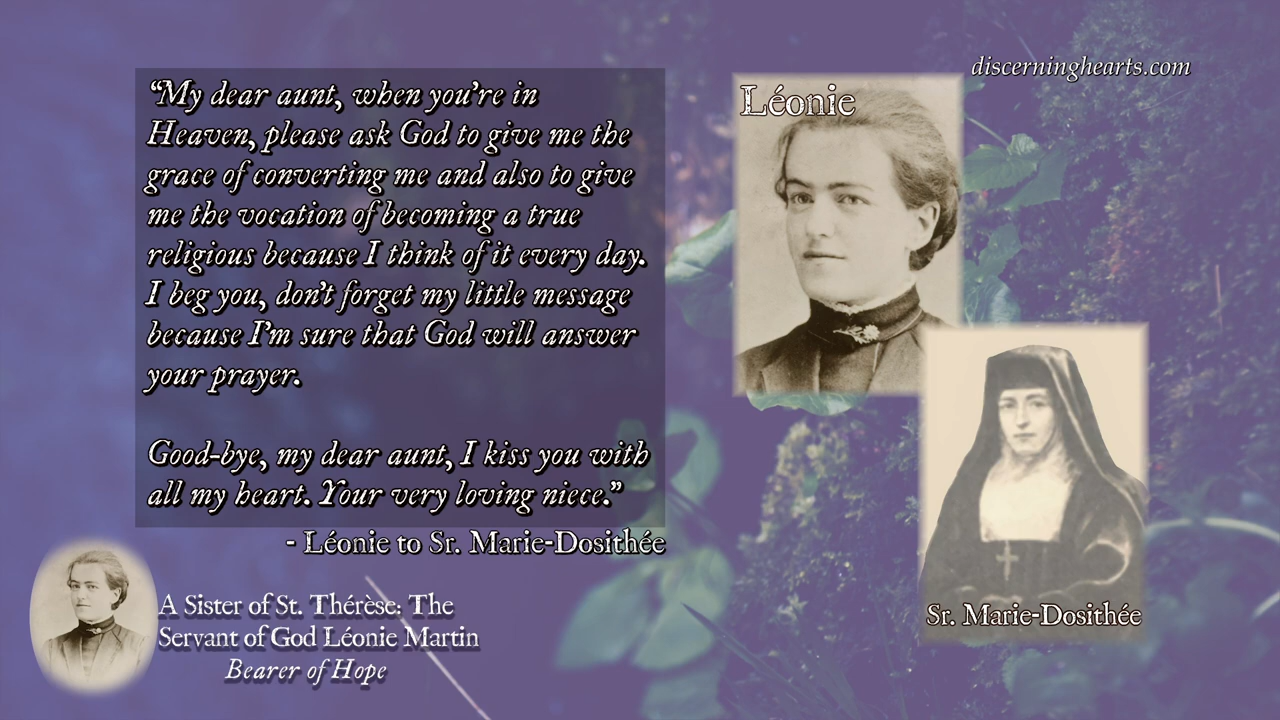 discerninghearts.com
“My dear aunt, when you’re in
Heaven, please ask God to give me the
grace of converting me and also to give
me the vocation of becoming a true
religious because I think of it every day.
I beg you, don’t forget my little message
because I’m sure that God will answer
your prayer.
Good-bye, my dear aunt, I kiss you with
all my heart. Your very loving niece.”
- Léonie to Sr. Marie-Dosithée
Léonie
Sr. Marie-Dosithée
A Sister of St. Thérèse: The
Servant of God Léonie Martin
Bearer of Hope